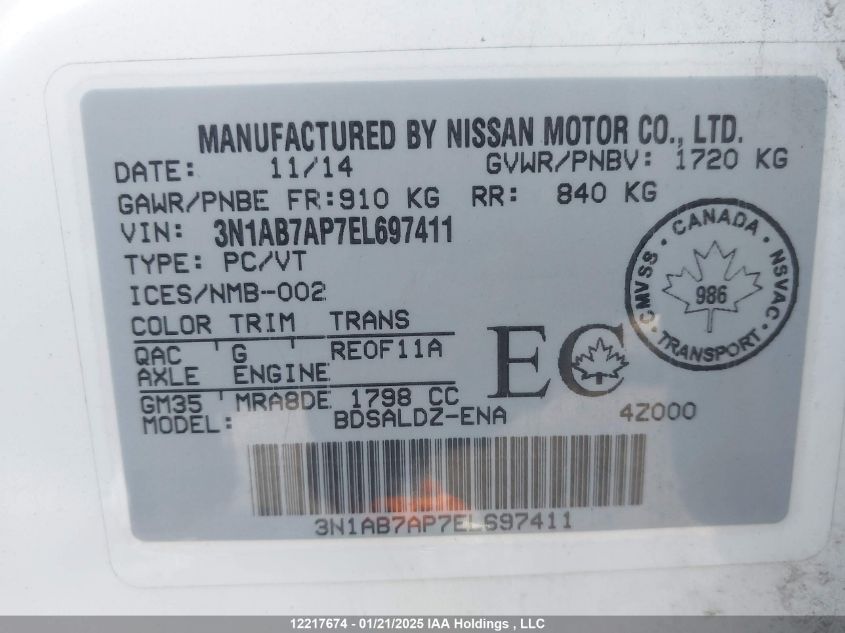 MANUFACTURED BY NISSAN MOTOR CO., LTD.
DATE: 11/14 GVWR/PNBV: 1720 KG
GAWR/PNBE FR:910 KG RR: 840 KG
VIN: 3N1AB7AP7EL697411
TYPE: PC/VT
ICES/NMB-002
COLOR TRIM TRANS
QAC G RE0F11A
AXLE ENGINE
GM35 MRA8DE 1798 CC
MODEL: BDSALDZ-ENA 4Z000
EC
CANADA
CMVSS NSVAC
986
TRANSPORT
3N1AB7AP7EL697411
12217674 - 01/21/2025 IAA Holdings , LLC